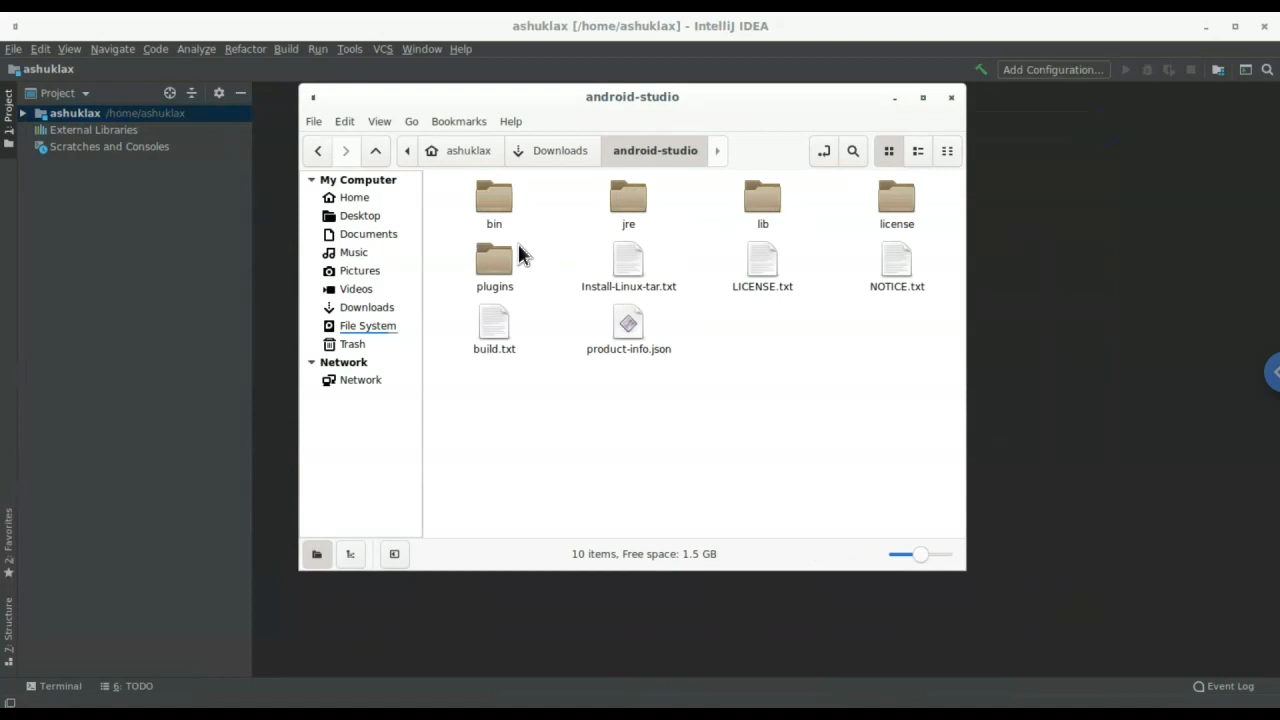 ashuklax [/home/ashuklax] - IntelliJ IDEA
File Edit View Navigate Code Analyze Refactor Build Run Tools VCS Window Help
ashuklax
Add Configuration...
1: Project
Project
ashuklax /home/ashuklax
External Libraries
Scratches and Consoles
2: Favorites
7: Structure
android-studio
File Edit View Go Bookmarks Help
ashuklax Downloads android-studio
My Computer
Home
Desktop
Documents
Music
Pictures
Videos
Downloads
File System
Trash
Network
Network
bin jre lib license
plugins Install-Linux-tar.txt LICENSE.txt NOTICE.txt
build.txt product-info.json
10 items, Free space: 1.5 GB
Terminal 6: TODO Event Log